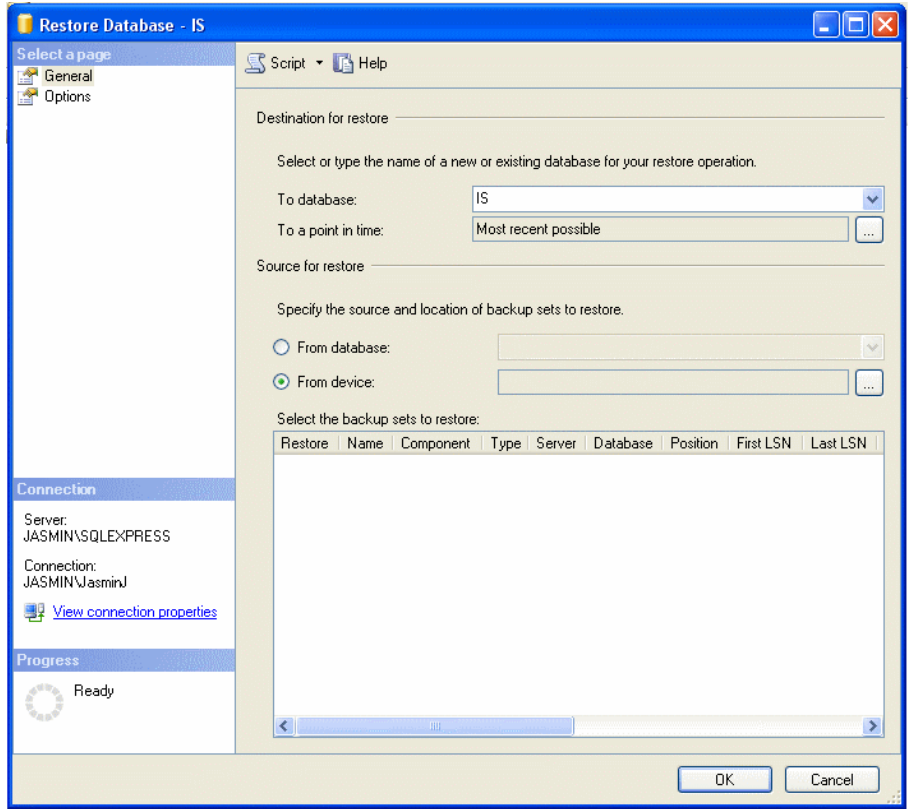 Restore Database - IS
Select a page
General
Options
Script
Help
Destination for restore
Select or type the name of a new or existing database for your restore operation.
To database:
IS
To a point in time:
Most recent possible
...
Source for restore
Specify the source and location of backup sets to restore.
From database:
From device:
...
Select the backup sets to restore:
Restore Name Component Type Server Database Position First LSN Last LSN
Connection
Server:
JASMIN\SQLEXPRESS
Connection:
JASMIN\JasminJ
View connection properties
Progress
Ready
OK
Cancel